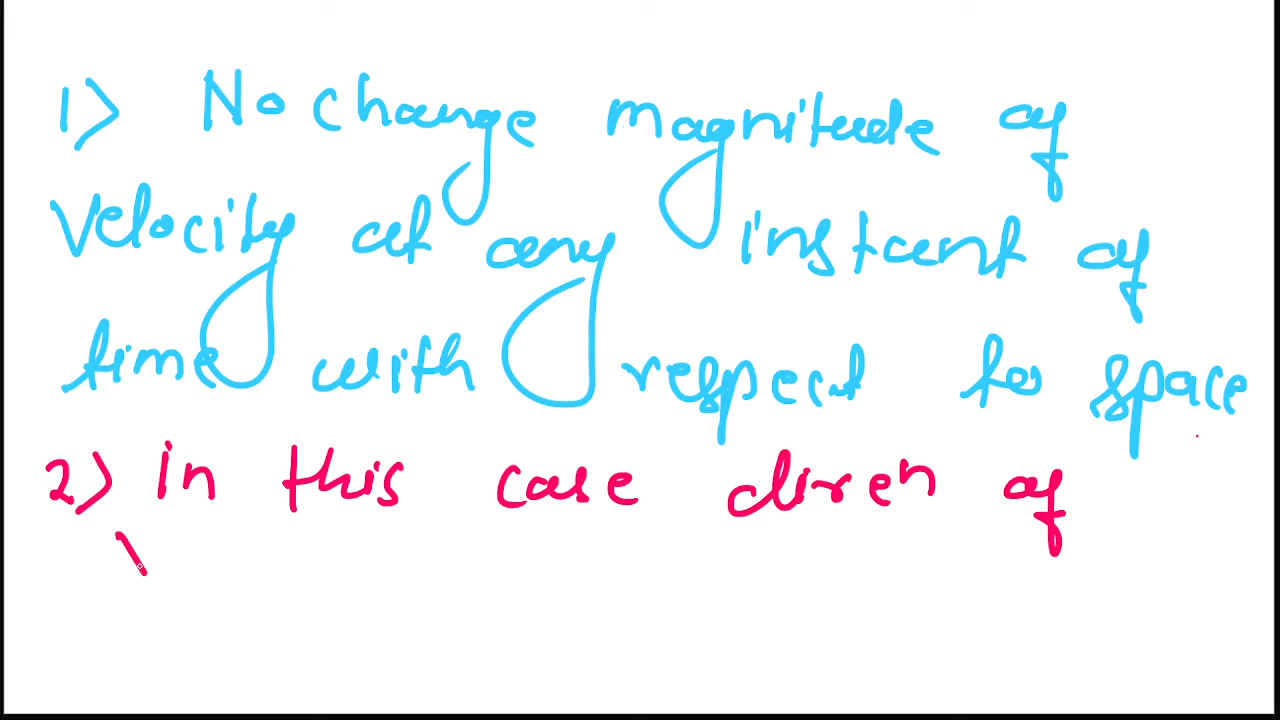 1) No change magnitude of
velocity at any instant of
time with respect to space
2) in this case diren of